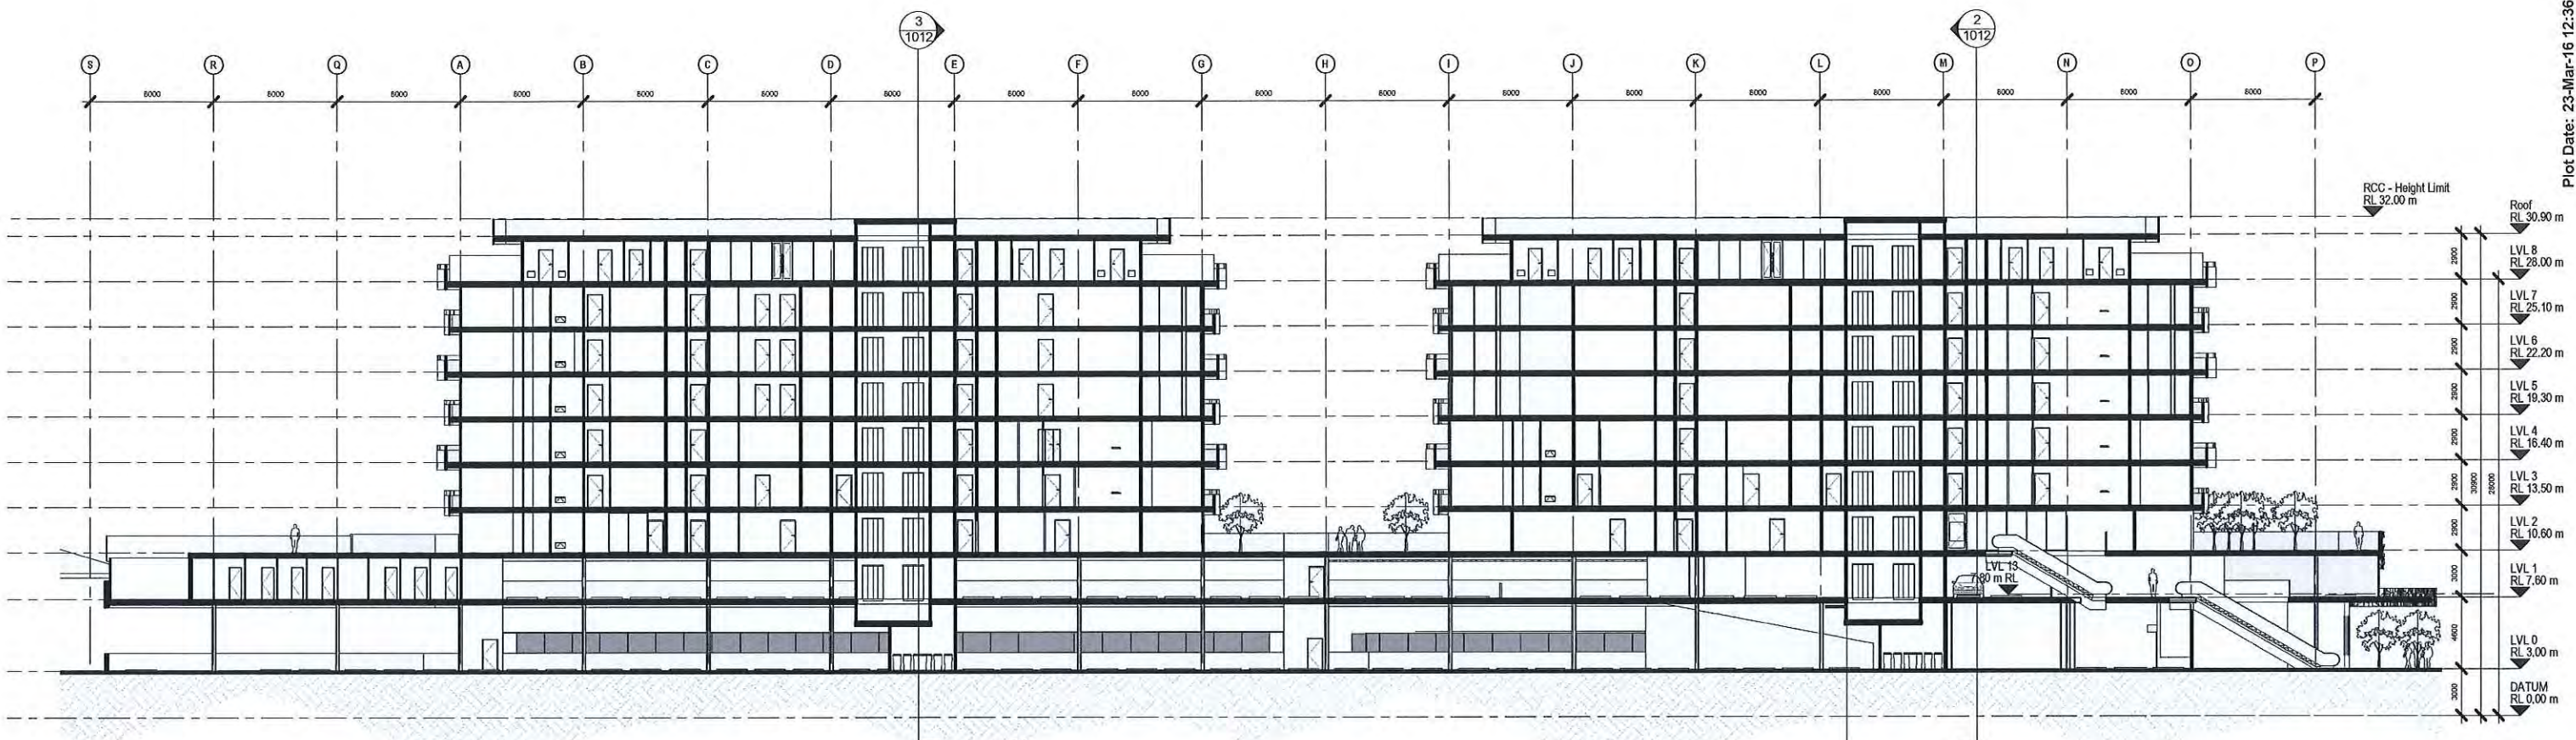 Plot Date: 23-Mar-16 12:36
3
1012
2
1012
S R Q A B C D E F G H I J K L M N O P
8000 8000 8000 8000 8000 8000 8000 8000 8000 8000 8000 8000 8000 8000 8000 8000 8000 8000
RCC - Height Limit
RL 32.00 m
Roof
RL 30.90 m
2900
LVL 8
RL 28.00 m
2900
LVL 7
RL 25.10 m
2900
LVL 6
RL 22.20 m
2900
LVL 5
RL 19.30 m
2900
LVL 4
RL 16.40 m
2900
30900
28000
LVL 3
RL 13.50 m
2900
LVL 2
RL 10.60 m
3000
LVL 1
RL 7.60 m
LVL 13
7.80 m RL
4600
LVL 0
RL 3.00 m
3000
DATUM
RL 0.00 m